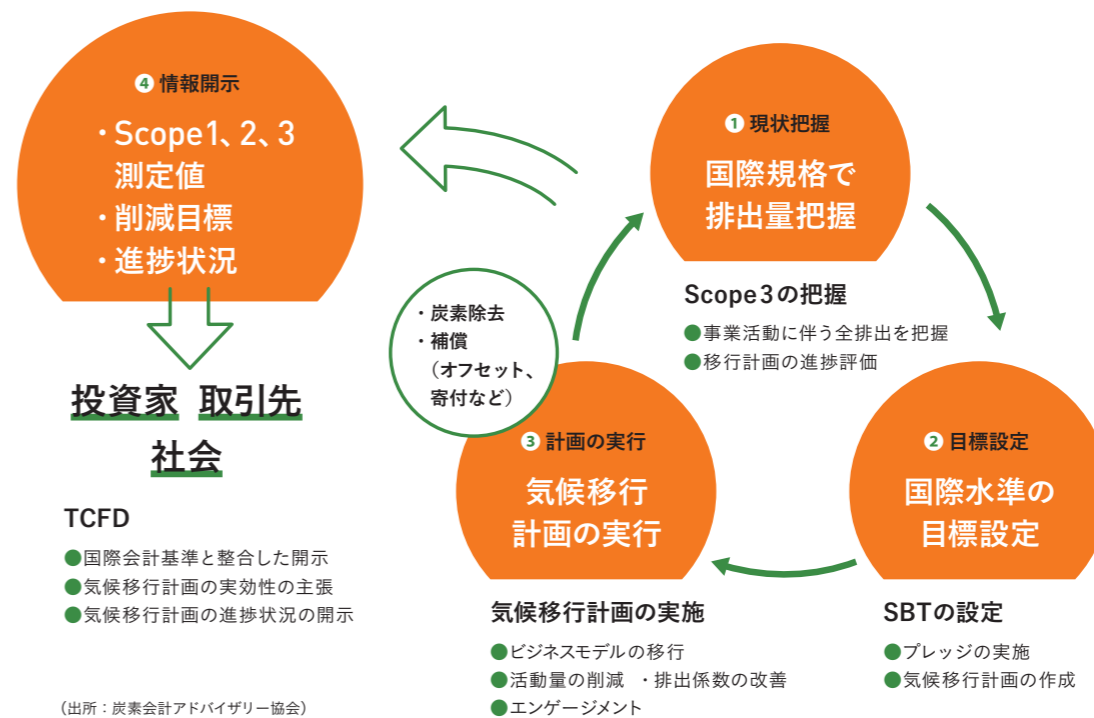 ❶ 現状把握
国際規格で
排出量把握
Scope3の把握
●事業活動に伴う全排出を把握
●移行計画の進捗評価
❷ 目標設定
国際水準の
目標設定
SBTの設定
●プレッジの実施
●気候移行計画の作成
❸ 計画の実行
気候移行
計画の実行
気候移行計画の実施
●ビジネスモデルの移行
●活動量の削減 ・排出係数の改善
●エンゲージメント
・炭素除去
・補償
（オフセット、
寄付など）
❹ 情報開示
・Scope1、2、3
測定値
・削減目標
・進捗状況
投資家 取引先
社会
TCFD
●国際会計基準と整合した開示
●気候移行計画の実効性の主張
●気候移行計画の進捗状況の開示
（出所：炭素会計アドバイザリー協会）